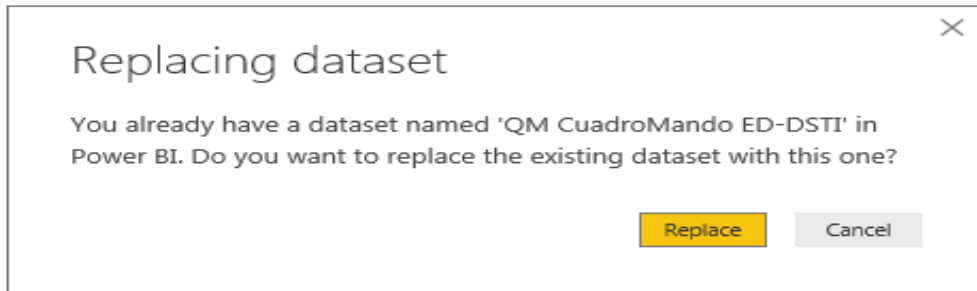 Replacing dataset
You already have a dataset named 'QM CuadroMando ED-DSTI' in
Power BI. Do you want to replace the existing dataset with this one?
Replace Cancel